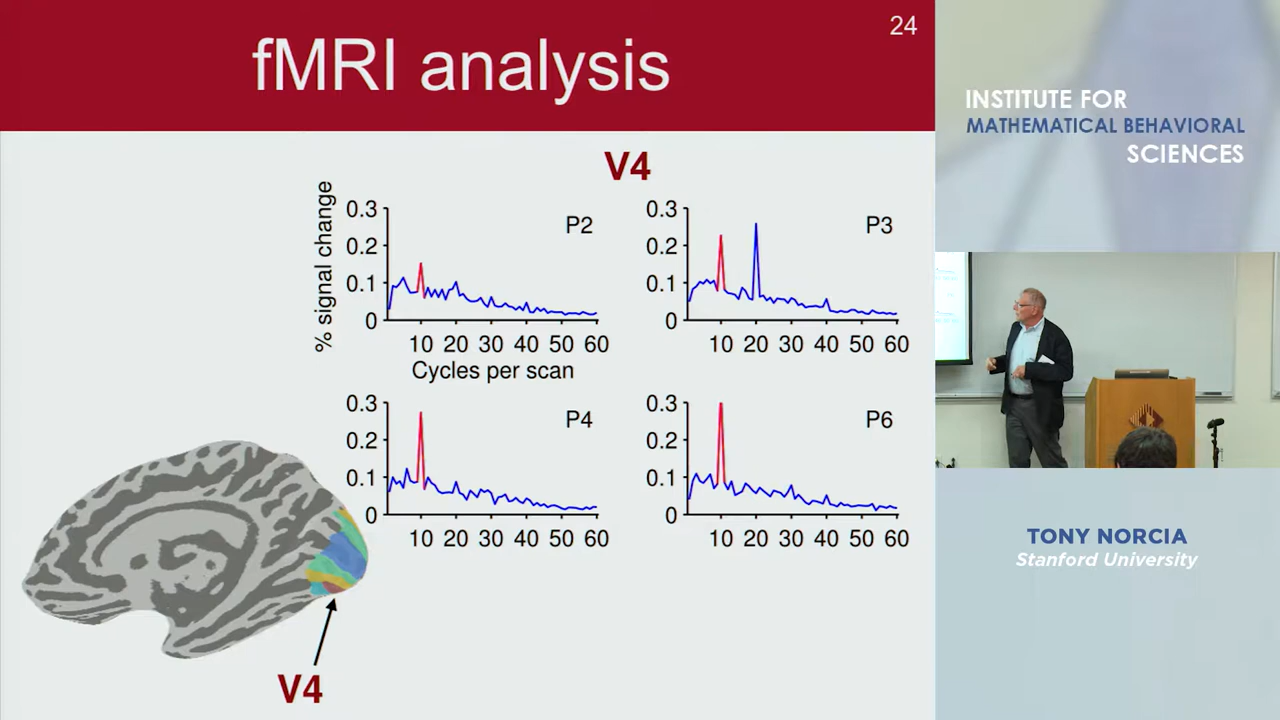 24
fMRI analysis
V4
% signal change
0.3
0.2
0.1
0
P2
10 20 30 40 50 60
Cycles per scan
0.3
0.2
0.1
0
P3
10 20 30 40 50 60
0.3
0.2
0.1
0
P4
10 20 30 40 50 60
0.3
0.2
0.1
0
P6
10 20 30 40 50 60
V4
INSTITUTE FOR
MATHEMATICAL BEHAVIORAL
SCIENCES
TONY NORCIA
Stanford University